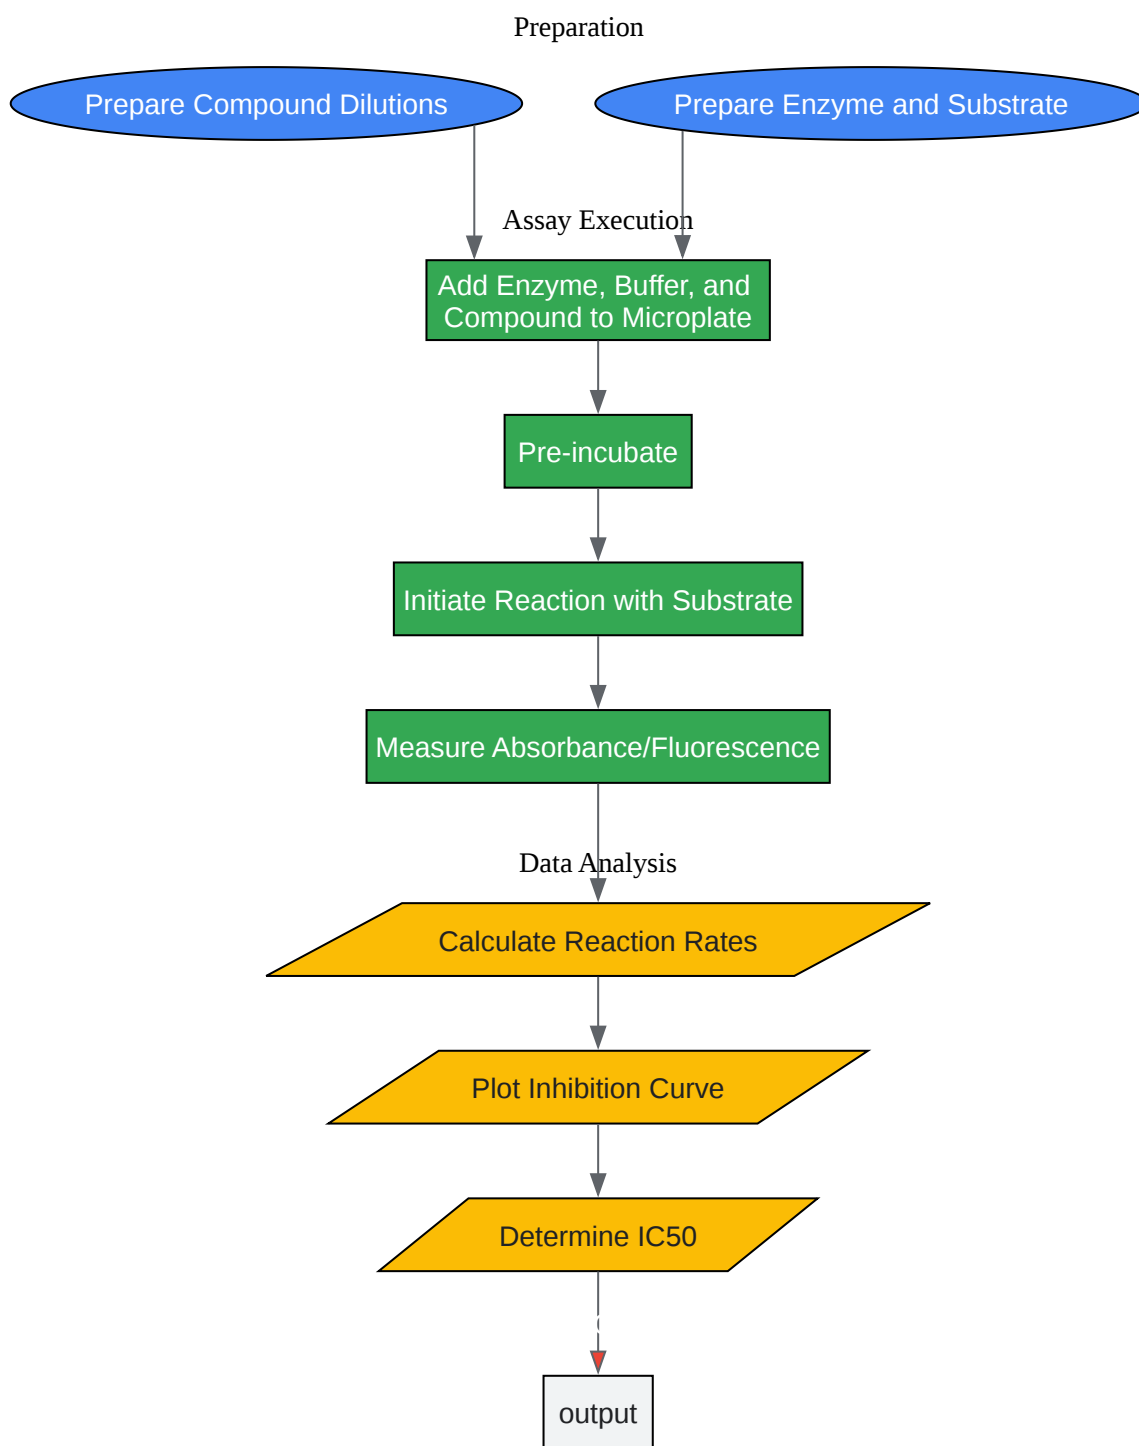 Preparation
Prepare Compound Dilutions
Prepare Enzyme and Substrate
Assay Execution
Add Enzyme, Buffer, and
Compound to Microplate
Pre-incubate
Initiate Reaction with Substrate
Measure Absorbance/Fluorescence
Data Analysis
Calculate Reaction Rates
Plot Inhibition Curve
Determine IC50
output